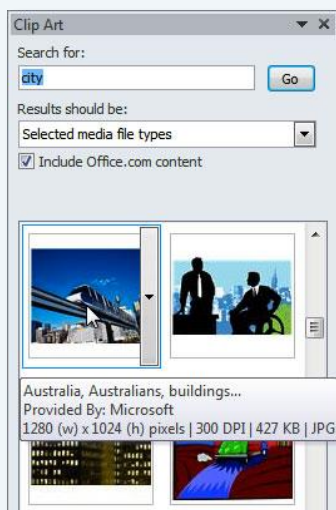 Clip Art
Search for:
city
Go
Results should be:
Selected media file types
Include Office.com content
Australia, Australians, buildings...
Provided By: Microsoft
1280 (w) x 1024 (h) pixels | 300 DPI | 427 KB | JPG